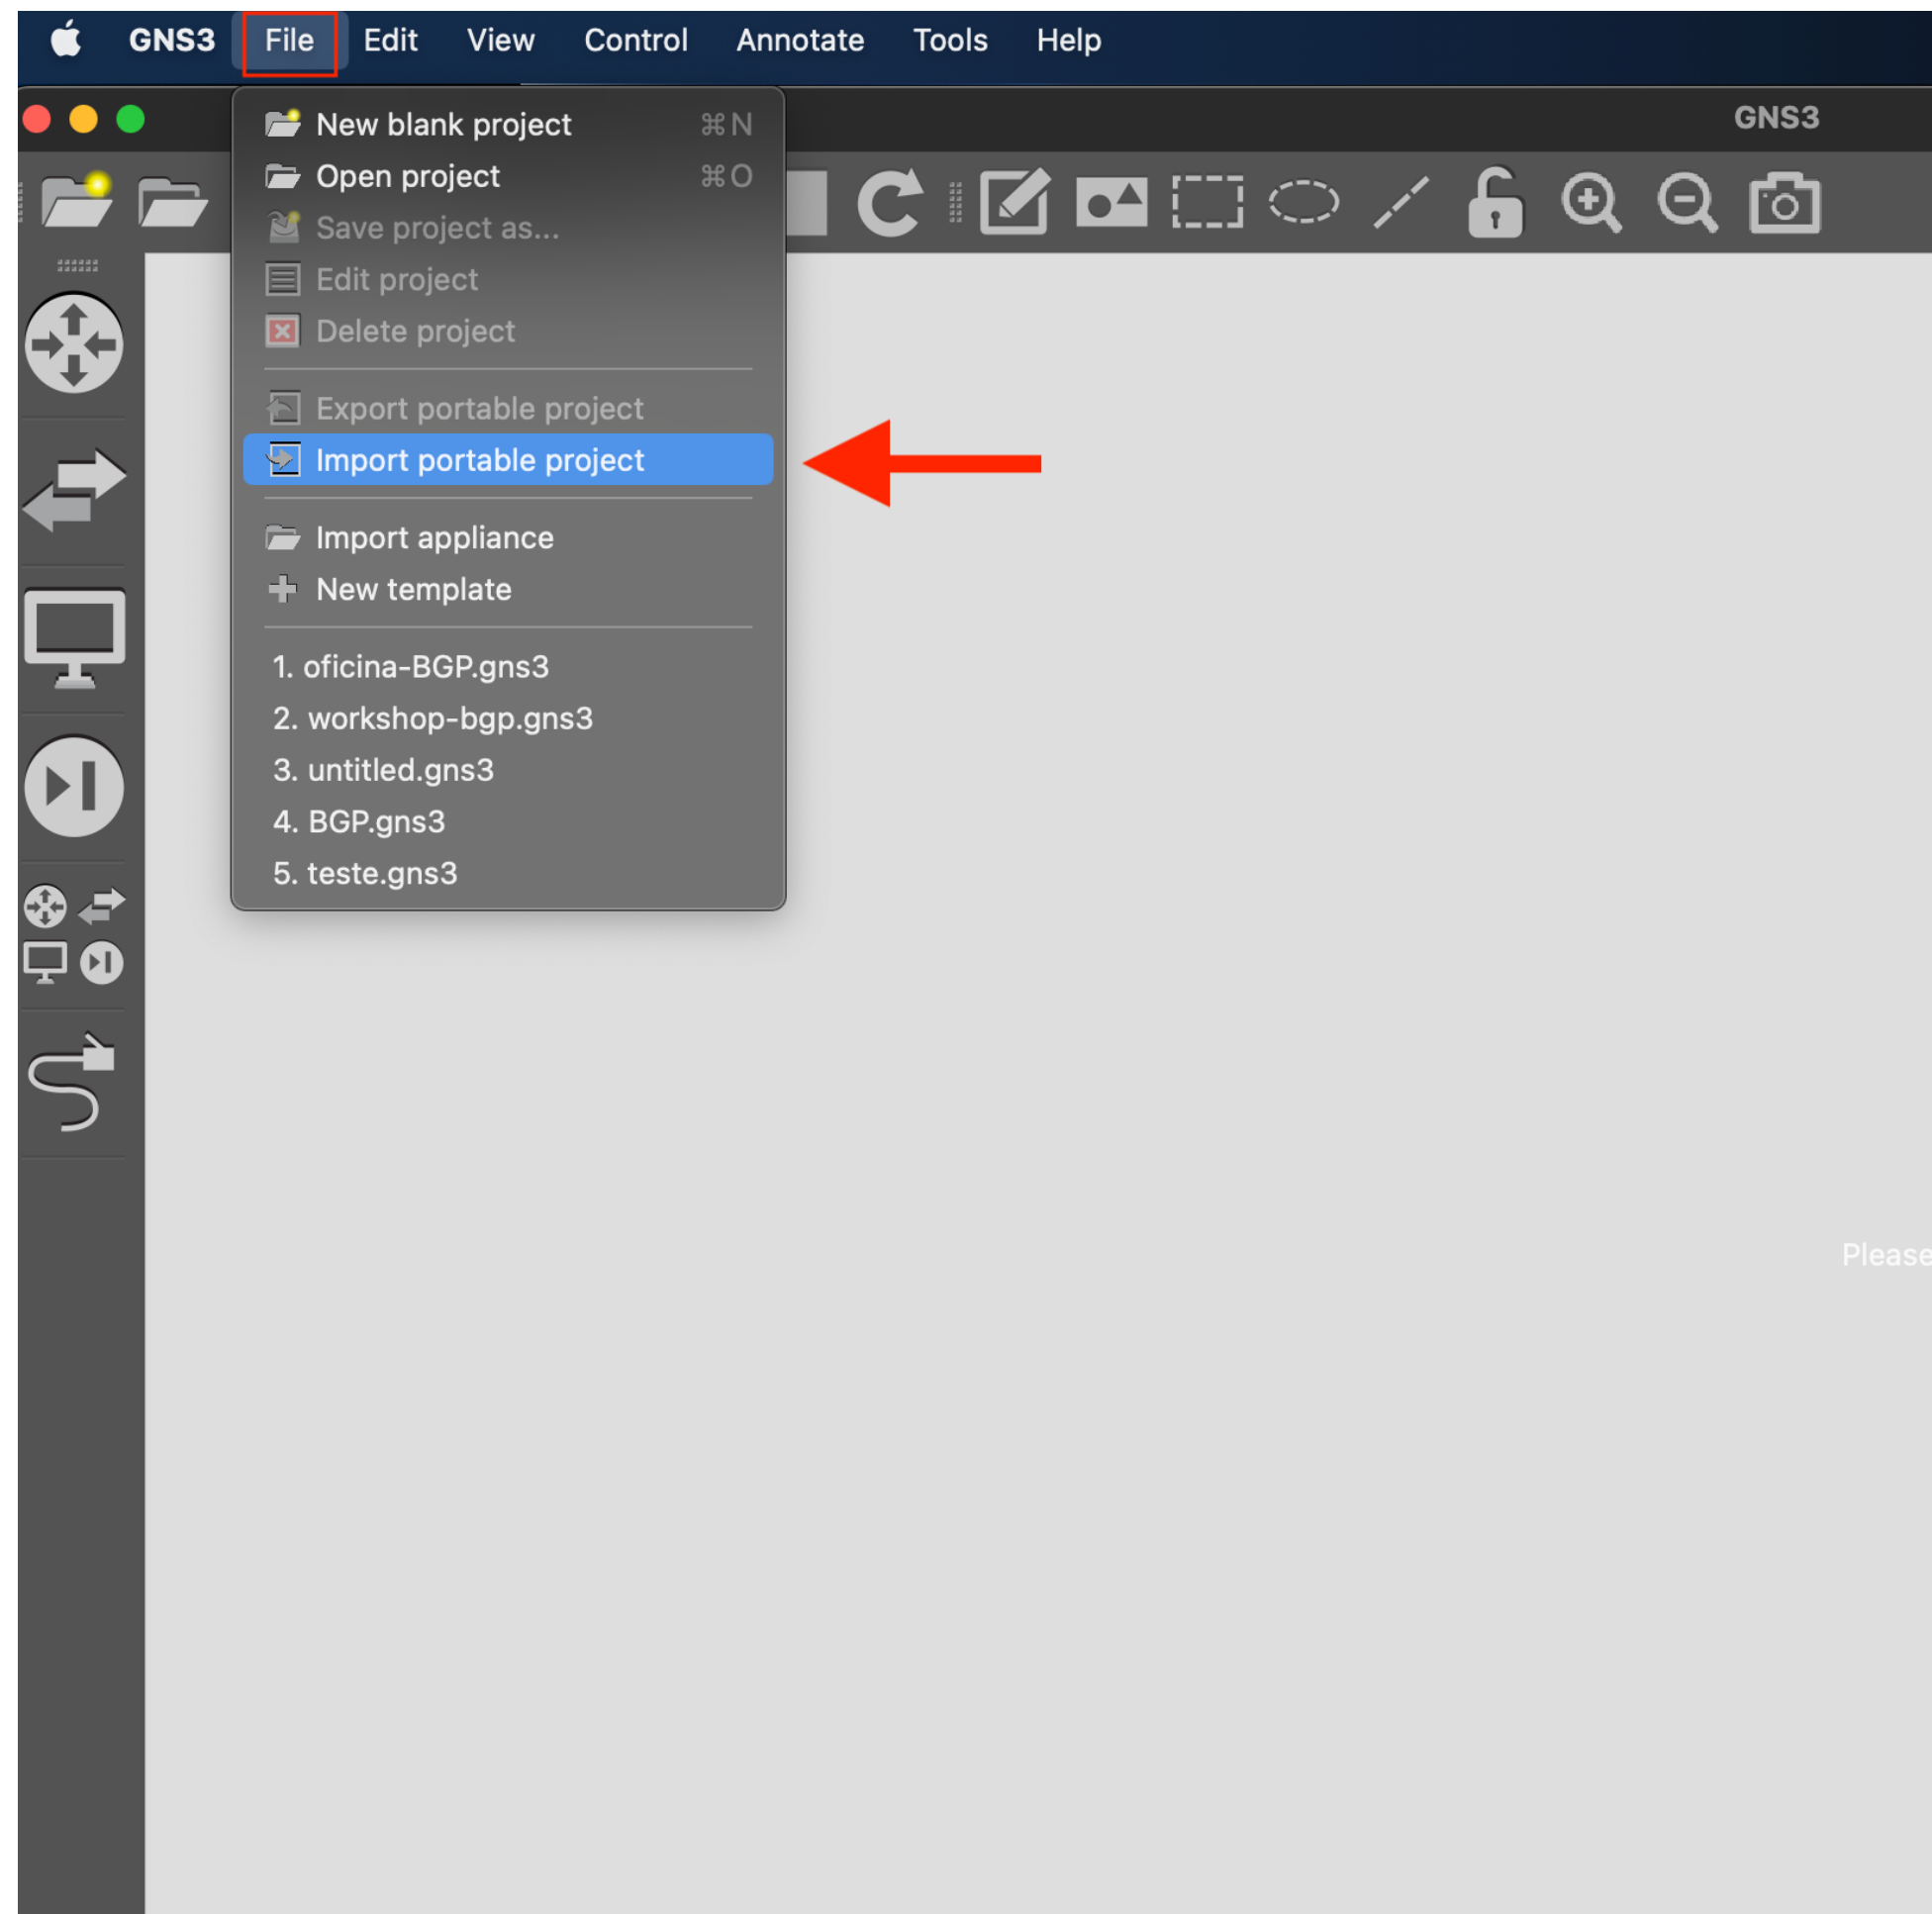 GNS3 File Edit View Control Annotate Tools Help
GNS3
New blank project ⌘N
Open project ⌘O
Save project as...
Edit project
Delete project
Export portable project
Import portable project
Import appliance
New template
1. oficina-BGP.gns3
2. workshop-bgp.gns3
3. untitled.gns3
4. BGP.gns3
5. teste.gns3
Please